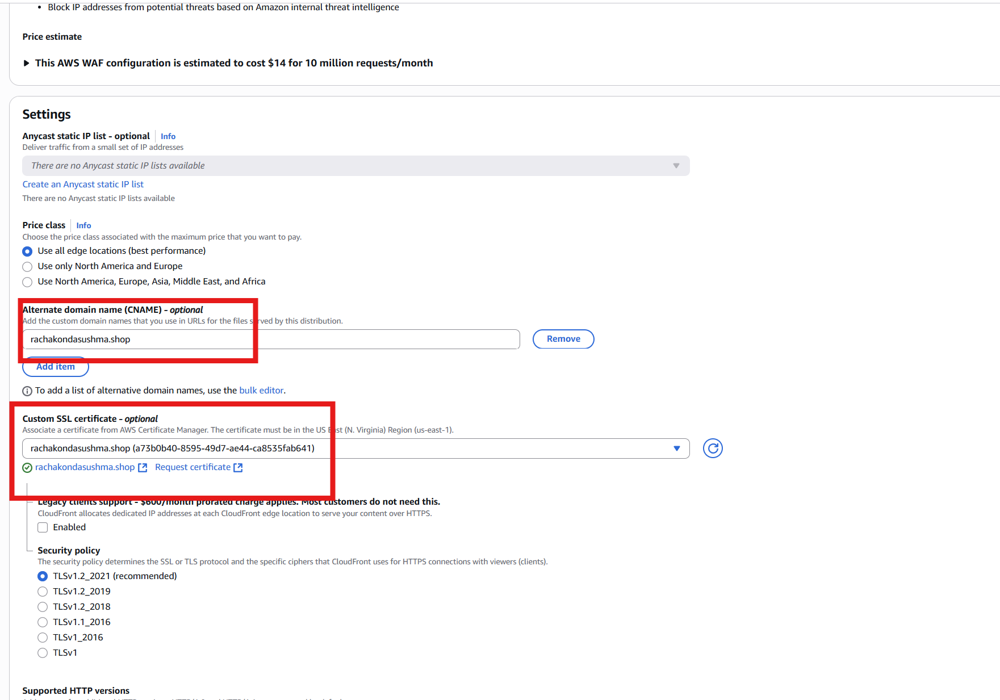 Block IP addresses from potential threats based on Amazon internal threat intelligence
Price estimate
This AWS WAF configuration is estimated to cost $14 for 10 million requests/month
Settings
Anycast static IP list - optional Info
Deliver traffic from a small set of IP addresses
There are no Anycast static IP lists available
Create an Anycast static IP list
There are no Anycast static IP lists available
Price class Info
Choose the price class associated with the maximum price that you want to pay.
Use all edge locations (best performance)
Use only North America and Europe
Use North America, Europe, Asia, Middle East, and Africa
Alternate domain name (CNAME) - optional
Add the custom domain names that you use in URLs for the files served by this distribution.
rachakondasushma.shop Remove
Add item
To add a list of alternative domain names, use the bulk editor.
Custom SSL certificate - optional
Associate a certificate from AWS Certificate Manager. The certificate must be in the US East (N. Virginia) Region (us-east-1).
rachakondasushma.shop (a73b0b40-8595-49d7-ae44-ca8535fab641)
rachakondasushma.shop Request certificate
Legacy clients support - $600/month prorated charge applies. Most customers do not need this.
CloudFront allocates dedicated IP addresses at each CloudFront edge location to serve your content over HTTPS.
Enabled
Security policy
The security policy determines the SSL or TLS protocol and the specific ciphers that CloudFront uses for HTTPS connections with viewers (clients).
TLSv1.2_2021 (recommended)
TLSv1.2_2019
TLSv1.2_2018
TLSv1.1_2016
TLSv1_2016
TLSv1
Supported HTTP versions